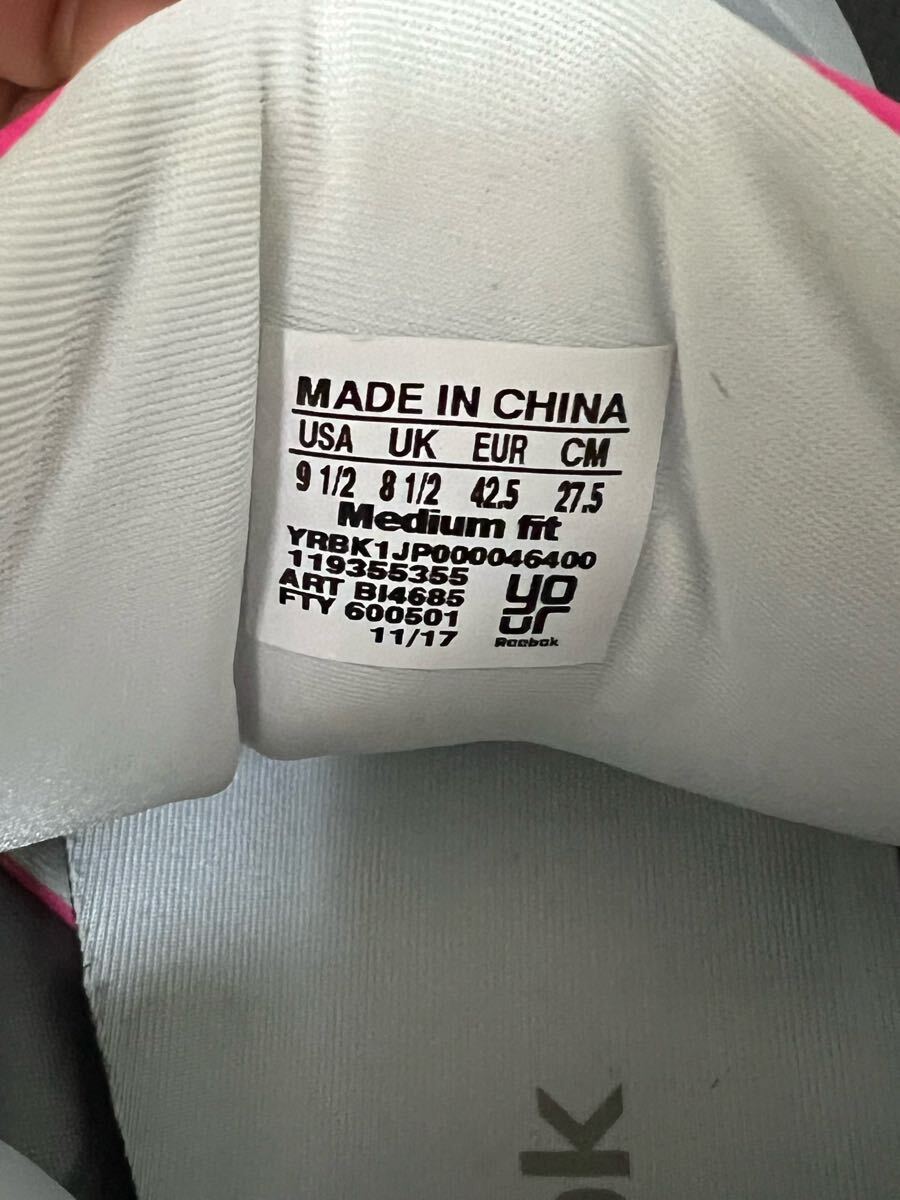 MADE IN CHINA
USA UK EUR CM
9 1/2 8 1/2 42.5 27.5
Medium fit
YRBK1JP000046400
119355355
ART BI4685
FTY 600501
11/17
yo
ur
Reebok
ok